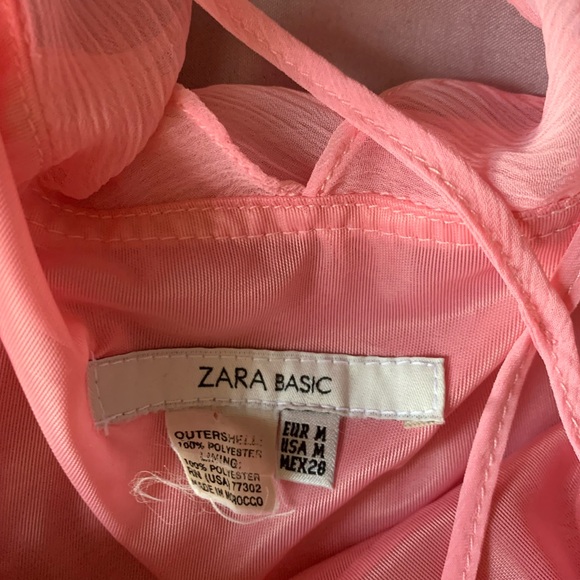 ZARA BASIC
OUTERSHELL:
100% POLYESTER
LINING:
100% POLYESTER
RN (USA) 77302
MADE IN MOROCCO
EUR M
USA M
MEX 28